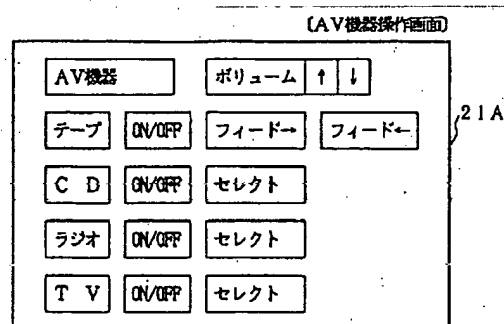 〔AV機器操作画面〕
AV機器 ボリューム ↑ ↓
テープ ON/OFF フィード→ フィード←
21A
CD ON/OFF セレクト
ラジオ ON/OFF セレクト
TV ON/OFF セレクト